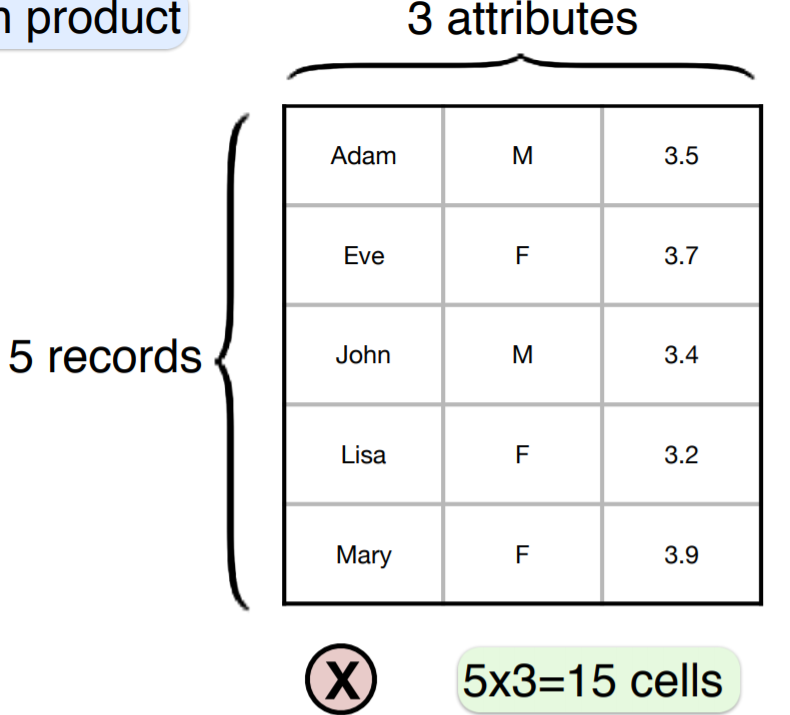 n product
3 attributes
Adam M 3.5
Eve F 3.7
5 records
John M 3.4
Lisa F 3.2
Mary F 3.9
X
5x3=15 cells